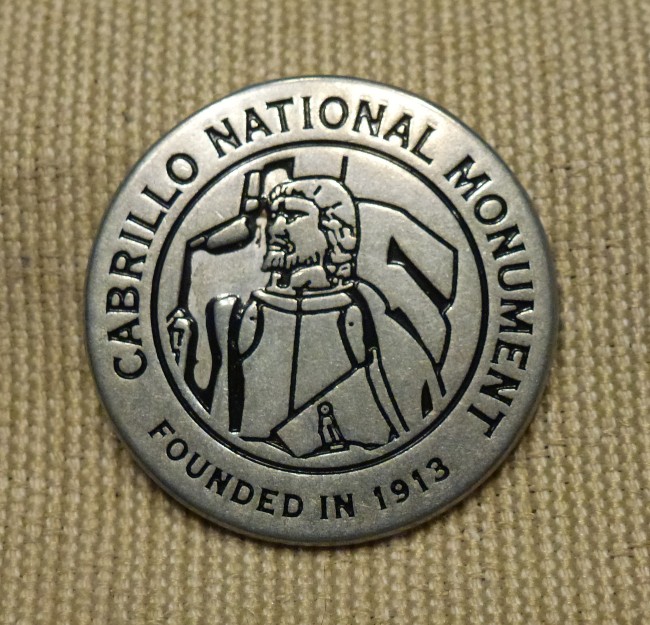 CABRILLO NATIONAL MONUMENT
FOUNDED IN 1913